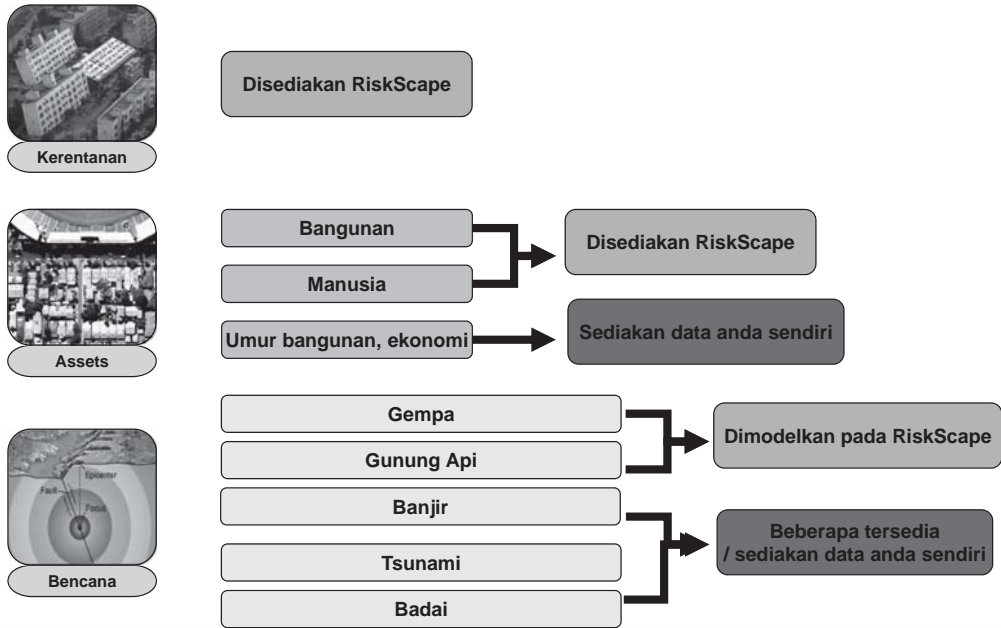 Kerentanan
Disediakan RiskScape
Assets
Bangunan
Manusia
Umur bangunan, ekonomi
Disediakan RiskScape
Sediakan data anda sendiri
Bencana
Epicenter
Fault
Focus
Gempa
Gunung Api
Banjir
Tsunami
Badai
Dimodelkan pada RiskScape
Beberapa tersedia
/ sediakan data anda sendiri